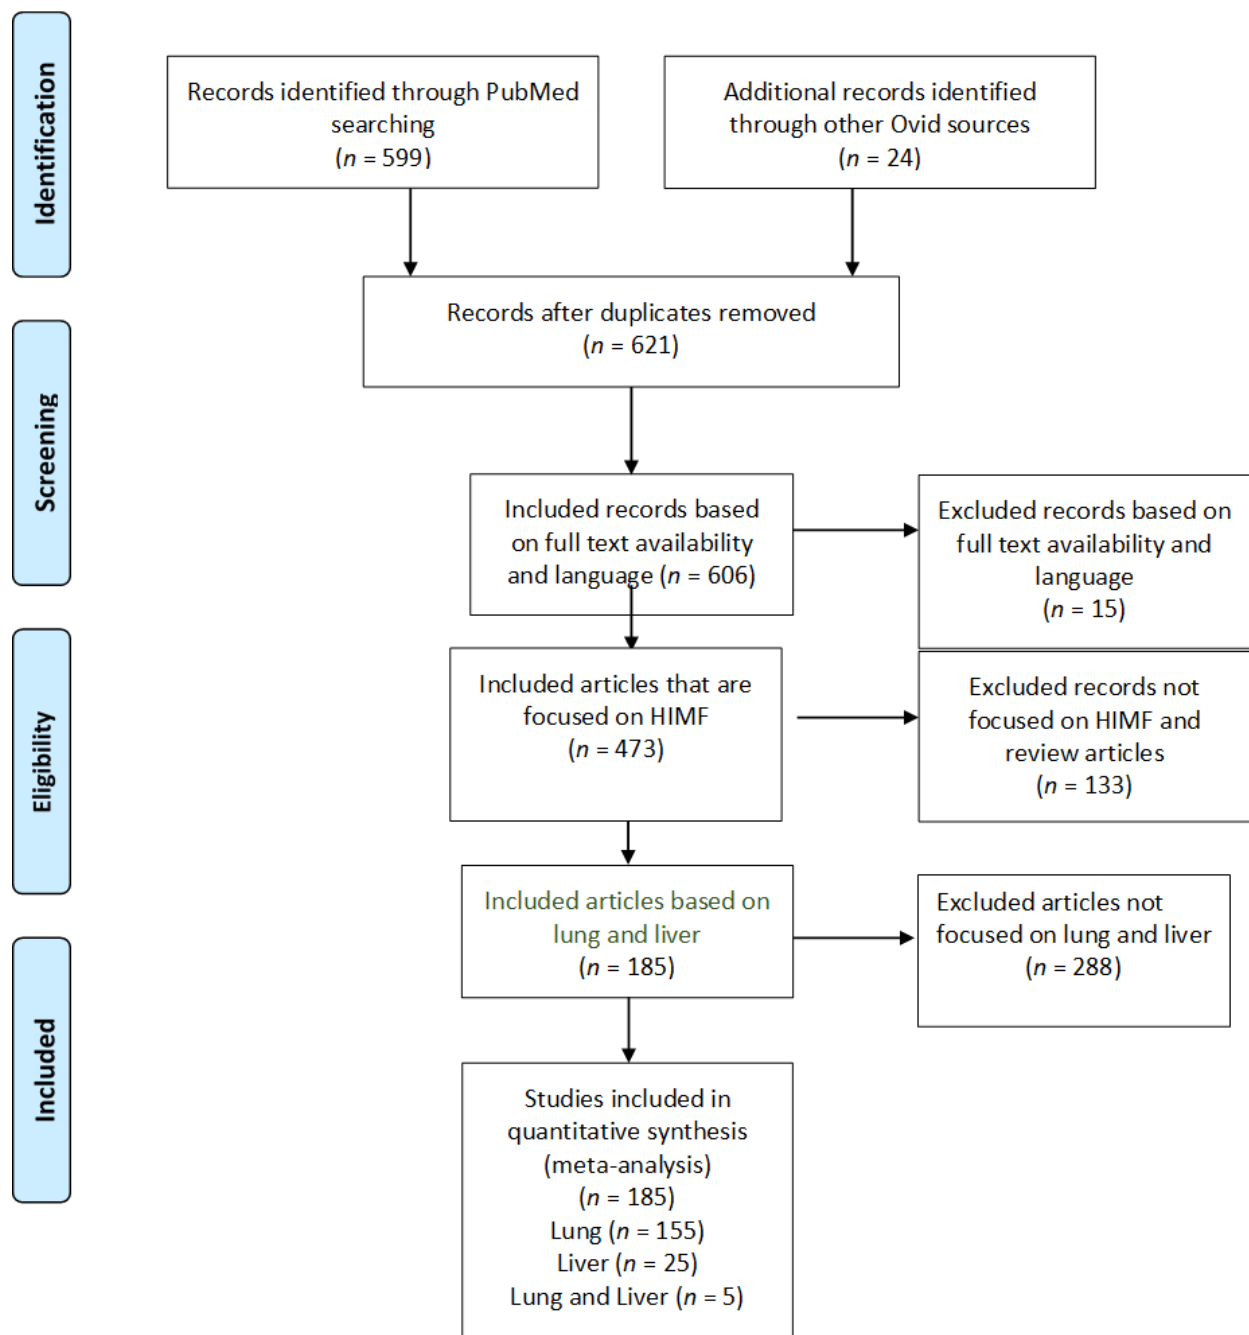 Identification
Records identified through PubMed
searching
(n = 599)
Additional records identified
through other Ovid sources
(n = 24)
Records after duplicates removed
(n = 621)
Screening
Included records based
on full text availability
and language (n = 606)
Excluded records based on
full text availability and
language
(n = 15)
Eligibility
Included articles that are
focused on HIMF
(n = 473)
Excluded records not
focused on HIMF and
review articles
(n = 133)
Included articles based on
lung and liver
(n = 185)
Excluded articles not
focused on lung and liver
(n = 288)
Included
Studies included in
quantitative synthesis
(meta-analysis)
(n = 185)
Lung (n = 155)
Liver (n = 25)
Lung and Liver (n = 5)